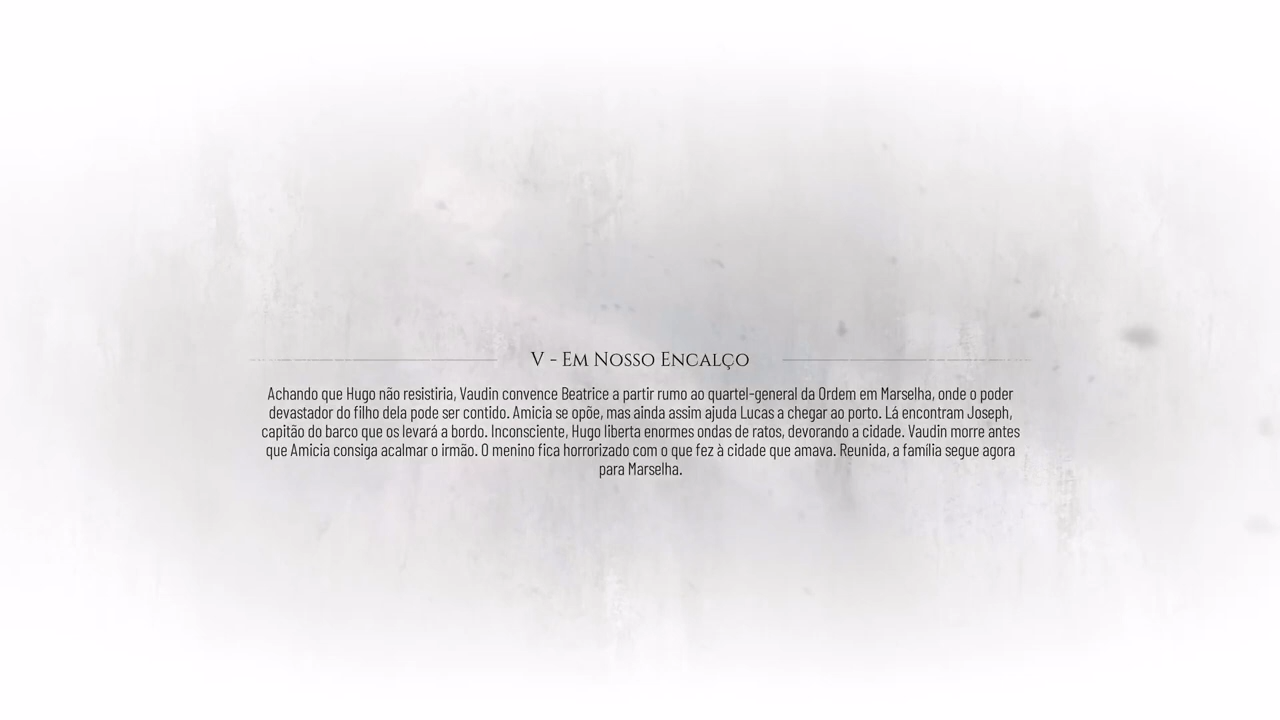 V - Em Nosso Encalço
Achando que Hugo não resistiria, Vaudin convence Beatrice a partir rumo ao quartel-general da Ordem em Marselha, onde o poder
devastador do filho dela pode ser contido. Amicia se opõe, mas ainda assim ajuda Lucas a chegar ao porto. Lá encontram Joseph,
capitão do barco que os levará a bordo. Inconsciente, Hugo liberta enormes ondas de ratos, devorando a cidade. Vaudin morre antes
que Amicia consiga acalmar o irmão. O menino fica horrorizado com o que fez à cidade que amava. Reunida, a família segue agora
para Marselha.